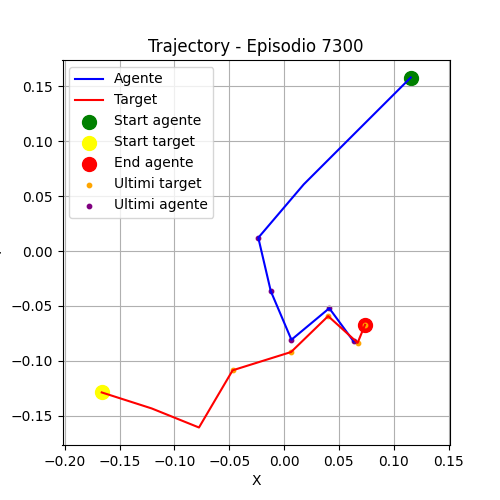 Trajectory - Episodio 7300
Agente
Target
Start agente
Start target
End agente
Ultimi target
Ultimi agente
0.15
0.10
0.05
0.00
−0.05
−0.10
−0.15
−0.20 −0.15 −0.10 −0.05 0.00 0.05 0.10 0.15
X